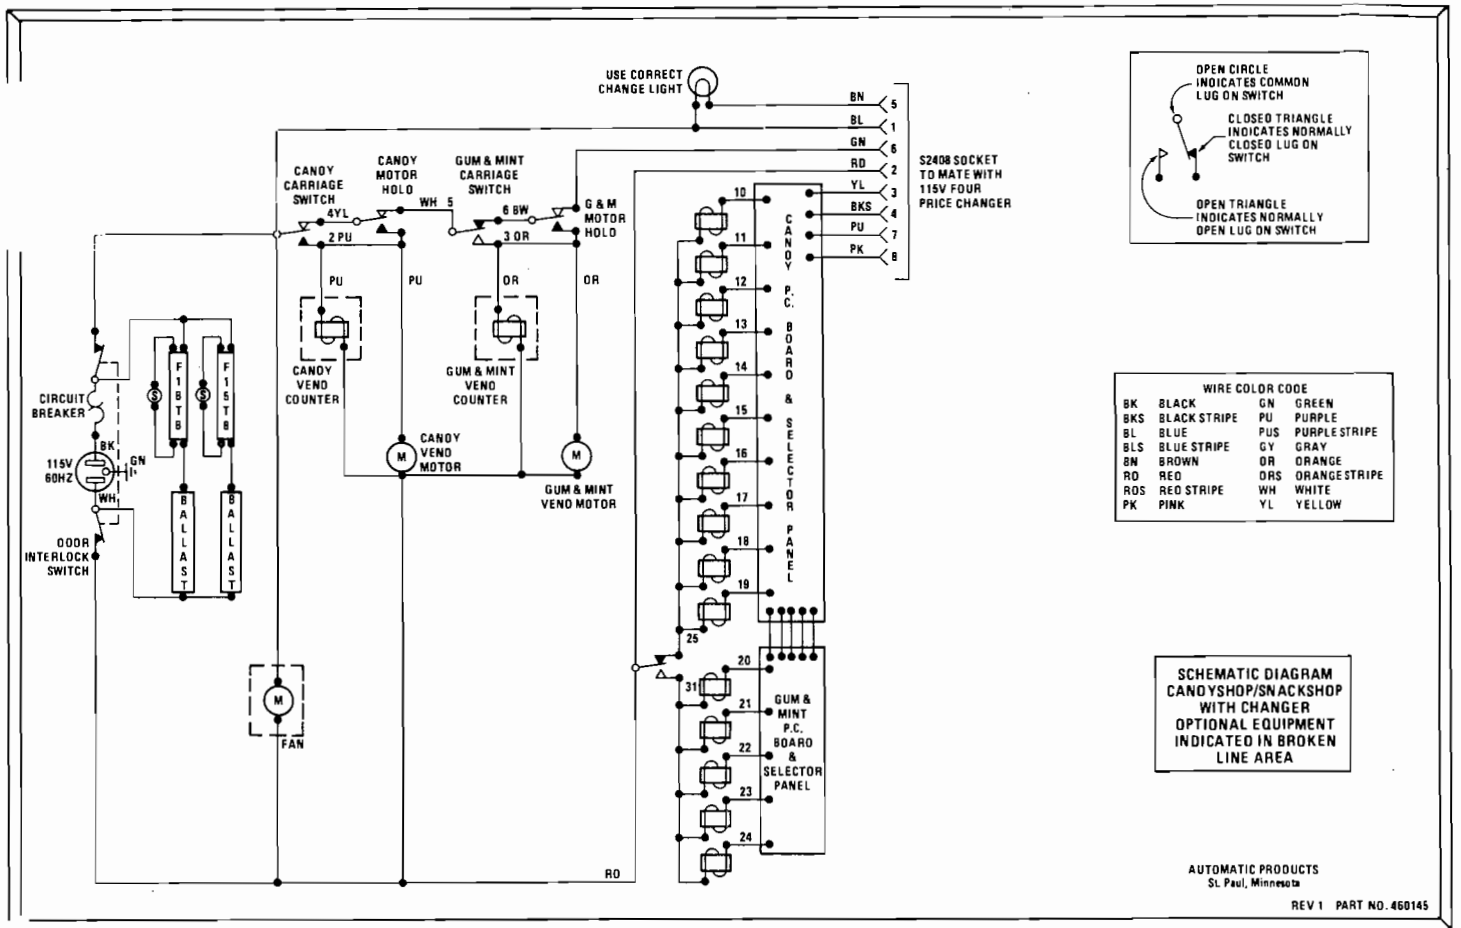 USE CORRECT
CHANGE LIGHT
BN
5
BL
1
GN
6
RD
2
YL
3
BKS
4
PU
7
PK
8
S2408 SOCKET
TO MATE WITH
115V FOUR
PRICE CHANGER
OPEN CIRCLE
INDICATES COMMON
LUG ON SWITCH
CLOSED TRIANGLE
INDICATES NORMALLY
CLOSED LUG ON
SWITCH
OPEN TRIANGLE
INDICATES NORMALLY
OPEN LUG ON SWITCH
CANDY
CARRIAGE
SWITCH
CANDY
MOTOR
HOLD
GUM & MINT
CARRIAGE
SWITCH
G & M
MOTOR
HOLD
4YL
2 PU
WH 5
6 BW
3 OR
PU
PU
OR
OR
CANDY
VEND
COUNTER
GUM & MINT
VEND
COUNTER
M
CANDY
VEND
MOTOR
M
GUM & MINT
VEND MOTOR
CIRCUIT
BREAKER
BK
GN
115V
60HZ
WH
DOOR
INTERLOCK
SWITCH
S
F18TB
S
F15TB
BALLAST
BALLAST
M
FAN
RD
10
11
12
13
14
15
16
17
18
19
25
31
20
21
22
23
24
CANDY P.C. BOARD & SELECTOR PANEL
GUM &
MINT
P.C.
BOARD
&
SELECTOR
PANEL
WIRE COLOR CODE
BK BLACK GN GREEN
BKS BLACK STRIPE PU PURPLE
BL BLUE PUS PURPLE STRIPE
BLS BLUE STRIPE GY GRAY
BN BROWN OR ORANGE
RD RED ORS ORANGE STRIPE
RDS RED STRIPE WH WHITE
PK PINK YL YELLOW
SCHEMATIC DIAGRAM
CANDYSHOP/SNACKSHOP
WITH CHANGER
OPTIONAL EQUIPMENT
INDICATED IN BROKEN
LINE AREA
AUTOMATIC PRODUCTS
St. Paul, Minnesota
REV 1 PART NO. 460145